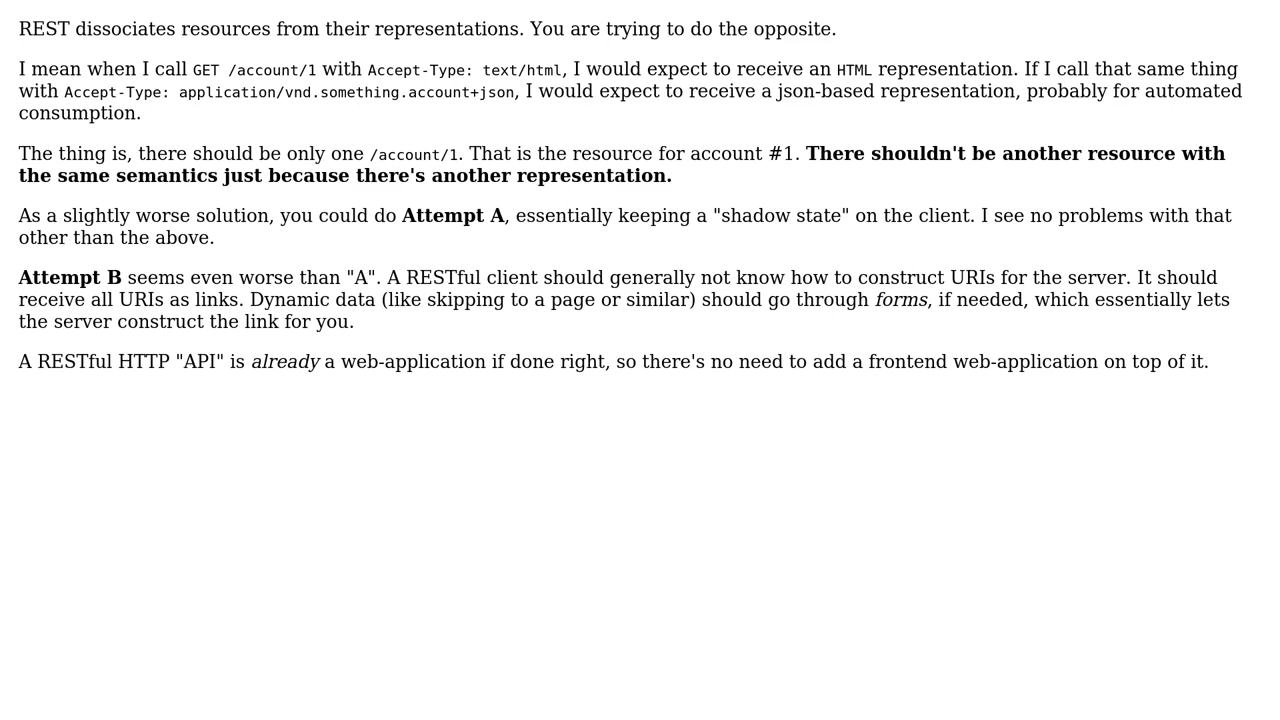 REST dissociates resources from their representations. You are trying to do the opposite.
I mean when I call GET /account/1 with Accept-Type: text/html, I would expect to receive an HTML representation. If I call that same thing
with Accept-Type: application/vnd.something.account+json, I would expect to receive a json-based representation, probably for automated
consumption.
The thing is, there should be only one /account/1. That is the resource for account #1. There shouldn't be another resource with
the same semantics just because there's another representation.
As a slightly worse solution, you could do Attempt A, essentially keeping a "shadow state" on the client. I see no problems with that
other than the above.
Attempt B seems even worse than "A". A RESTful client should generally not know how to construct URIs for the server. It should
receive all URIs as links. Dynamic data (like skipping to a page or similar) should go through forms, if needed, which essentially lets
the server construct the link for you.
A RESTful HTTP "API" is already a web-application if done right, so there's no need to add a frontend web-application on top of it.